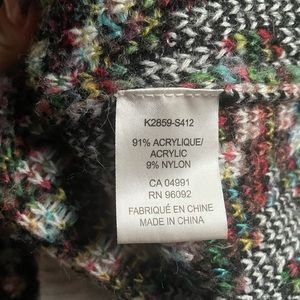 K2859-S412
91% ACRYLIQUE/
ACRYLIC
9% NYLON
CA 04991
RN 96092
FABRIQUÉ EN CHINE
MADE IN CHINA